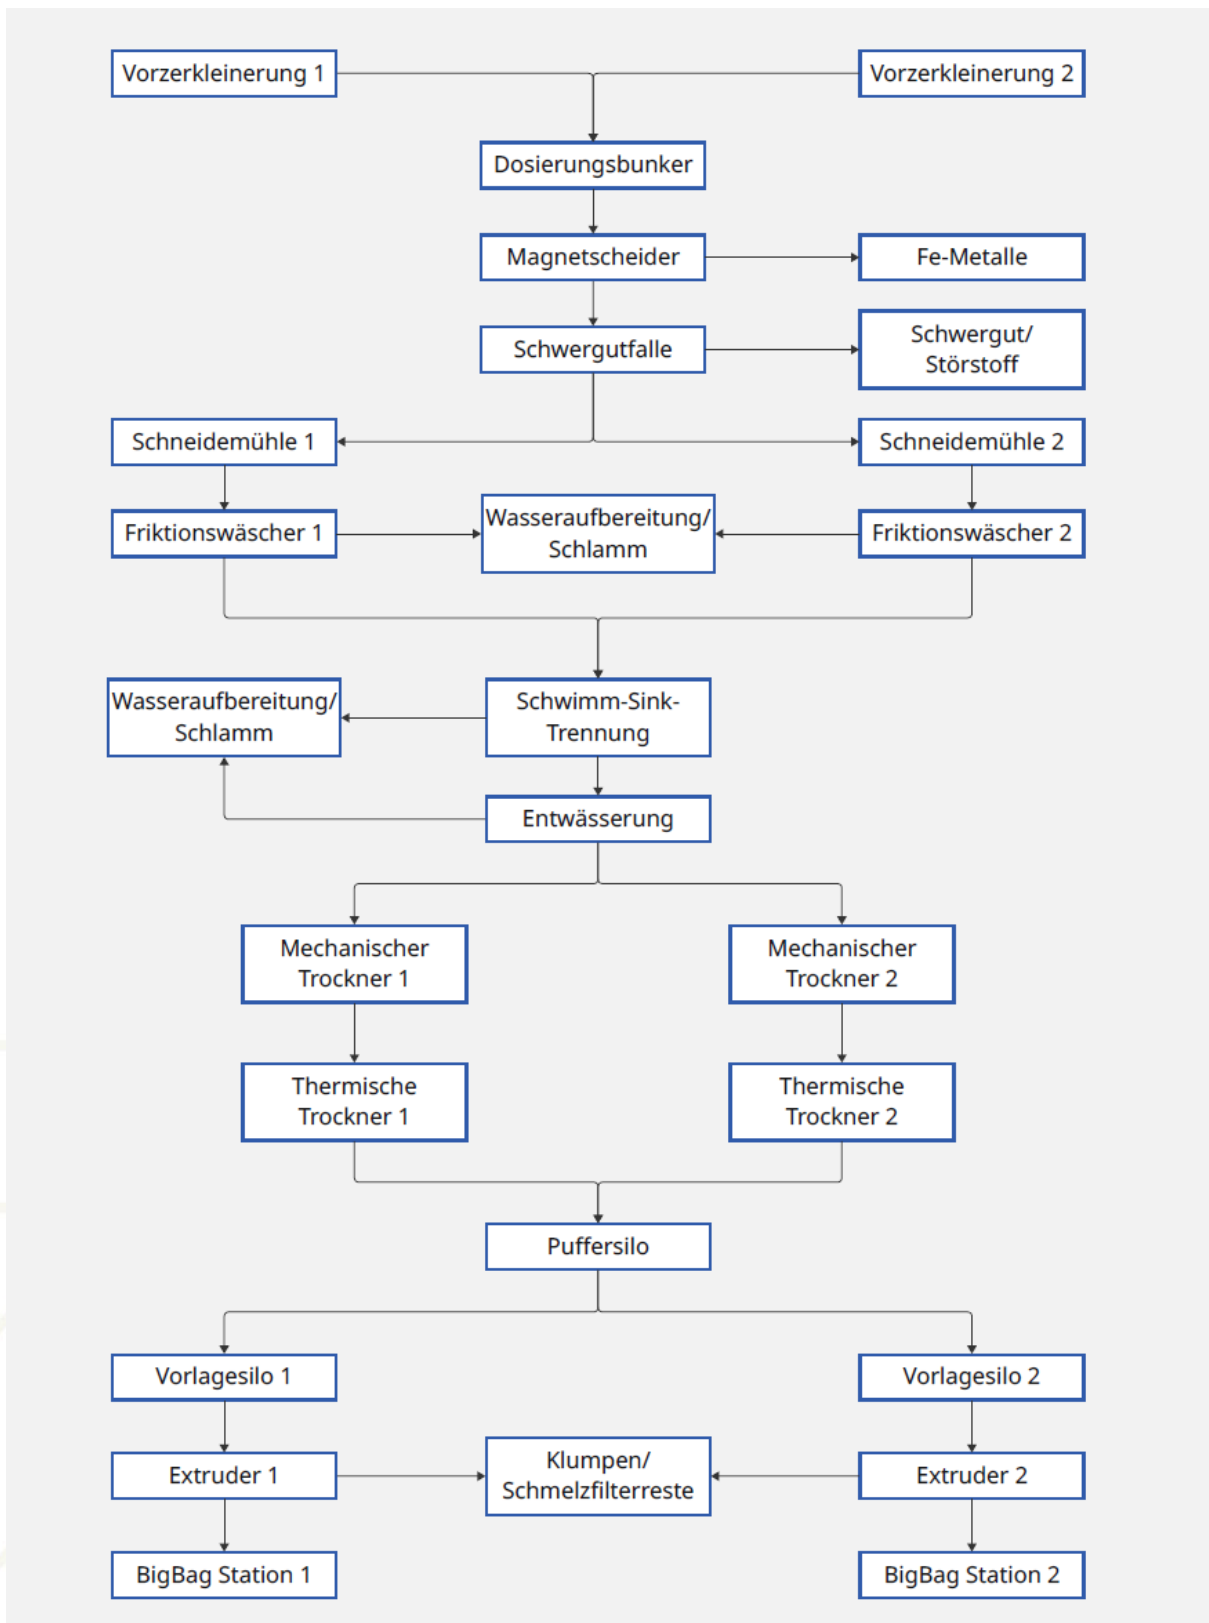 Vorzerkleinerung 1
Vorzerkleinerung 2
Dosierungsbunker
Magnetscheider
Fe-Metalle
Schwergutfalle
Schwergut/
Störstoff
Schneidemühle 1
Schneidemühle 2
Friktionswäscher 1
Wasseraufbereitung/
Schlamm
Friktionswäscher 2
Wasseraufbereitung/
Schlamm
Schwimm-Sink-
Trennung
Entwässerung
Mechanischer
Trockner 1
Mechanischer
Trockner 2
Thermische
Trockner 1
Thermische
Trockner 2
Puffersilo
Vorlagesilo 1
Vorlagesilo 2
Extruder 1
Klumpen/
Schmelzfilterreste
Extruder 2
BigBag Station 1
BigBag Station 2